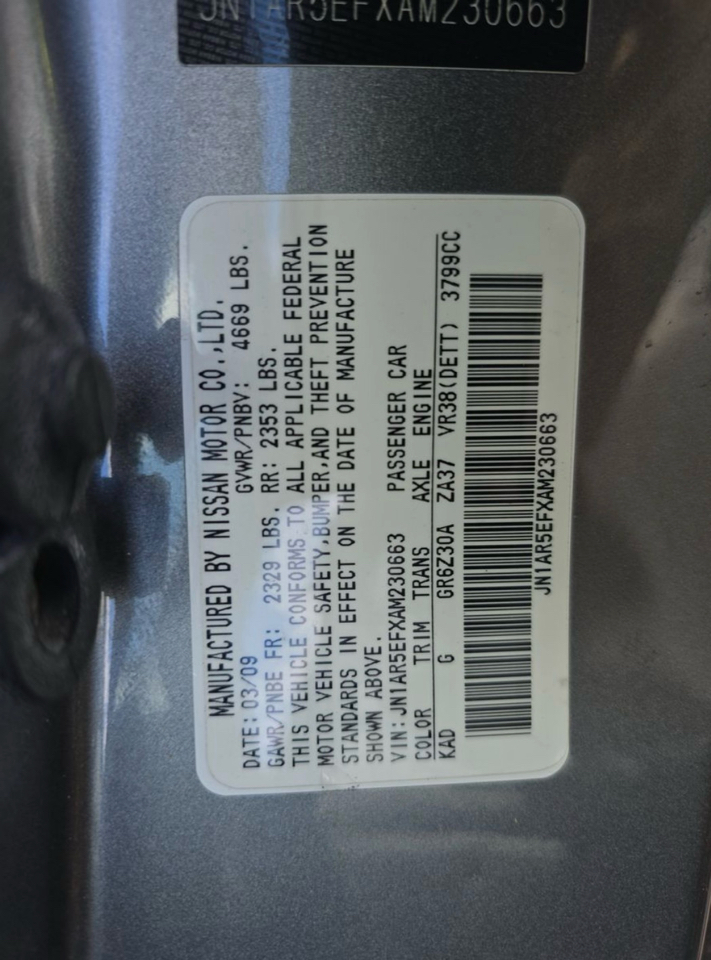 JN1AR5EFXAM230663
MANUFACTURED BY NISSAN MOTOR CO.,LTD.
DATE: 03/09 GVWR/PNBV: 4669 LBS.
GAWR/PNBE FR: 2329 LBS. RR: 2353 LBS.
THIS VEHICLE CONFORMS TO ALL APPLICABLE FEDERAL
MOTOR VEHICLE SAFETY,BUMPER,AND THEFT PREVENTION
STANDARDS IN EFFECT ON THE DATE OF MANUFACTURE
SHOWN ABOVE.
VIN: JN1AR5EFXAM230663 PASSENGER CAR
COLOR TRIM TRANS AXLE ENGINE
KAD G GR6Z30A ZA37 VR38(DETT) 3799CC
JN1AR5EFXAM230663